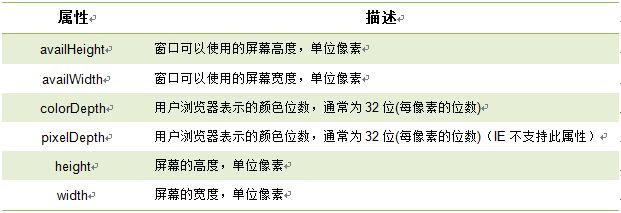 属性 描述
availHeight 窗口可以使用的屏幕高度，单位像素
availWidth 窗口可以使用的屏幕宽度，单位像素
colorDepth 用户浏览器表示的颜色位数，通常为 32 位(每像素的位数)
pixelDepth 用户浏览器表示的颜色位数，通常为 32 位(每像素的位数)（IE 不支持此属性）
height 屏幕的高度，单位像素
width 屏幕的宽度，单位像素